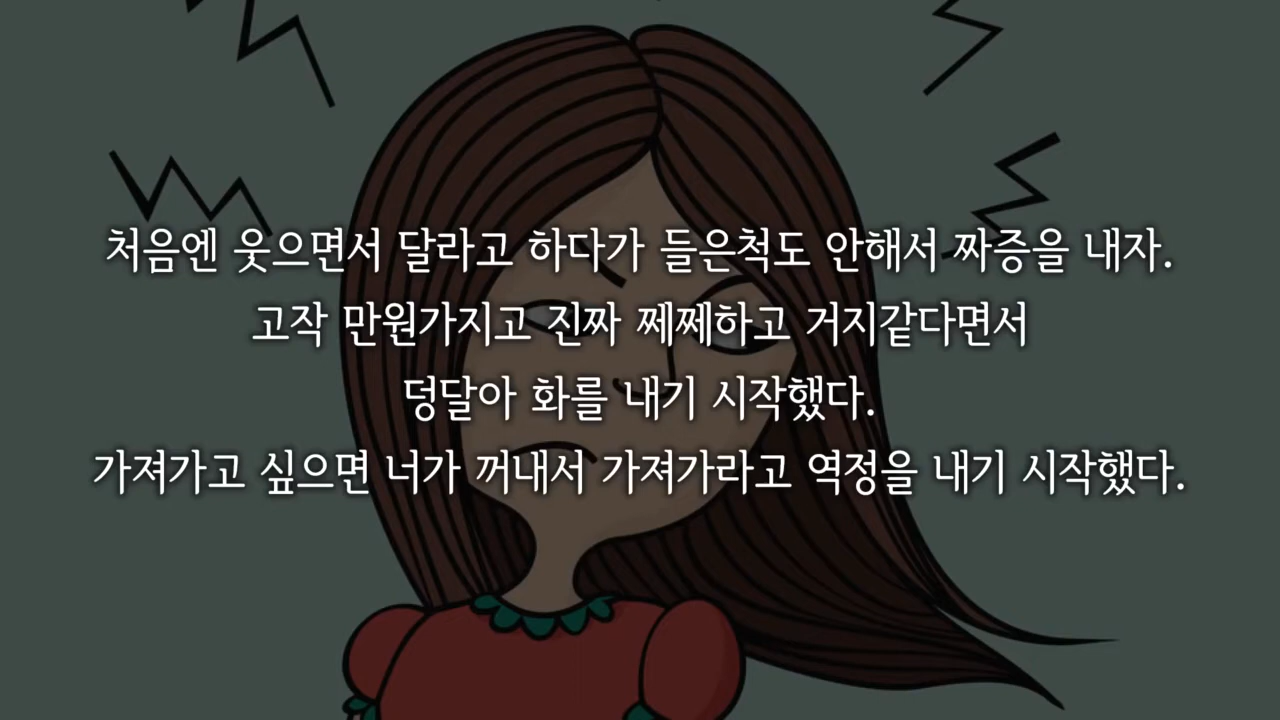 처음엔 웃으면서 달라고 하다가 들은척도 안해서 짜증을 내자.
고작 만원가지고 진짜 쩨쩨하고 거지같다면서
덩달아 화를 내기 시작했다.
가져가고 싶으면 너가 꺼내서 가져가라고 역정을 내기 시작했다.